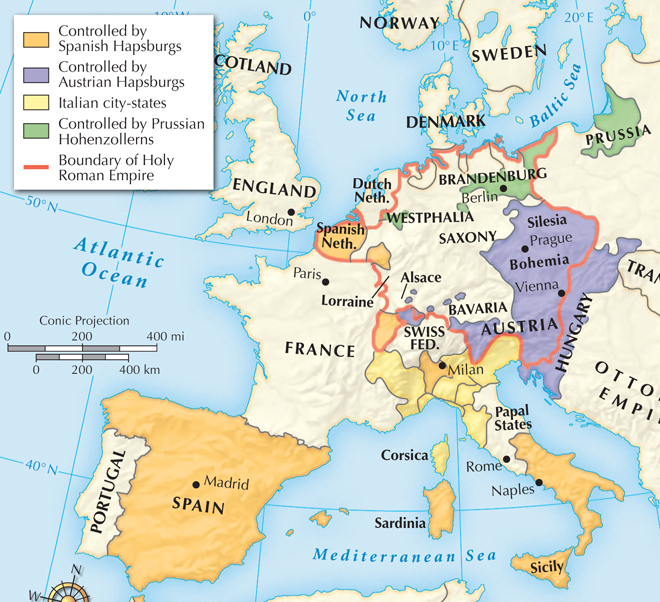 Controlled by
Spanish Hapsburgs
Controlled by
Austrian Hapsburgs
Italian city-states
Controlled by Prussian
Hohenzollerns
Boundary of Holy
Roman Empire
10°W
0°
10°E
20°E
NORWAY
SWEDEN
COTLAND
North
Sea
Baltic Sea
DENMARK
PRUSSIA
ENGLAND
London
Dutch
Neth.
BRANDENBURG
Berlin
50°N
WESTPHALIA
Spanish
Neth.
SAXONY
Silesia
Prague
Bohemia
Atlantic
Ocean
Paris
Alsace
Lorraine
Vienna
TRAN
BAVARIA
AUSTRIA
HUNGARY
Conic Projection
0 200 400 mi
0 200 400 km
FRANCE
SWISS
FED.
Milan
OTTO
EMPI
Papal
States
Corsica
Rome
40°N
PORTUGAL
Madrid
SPAIN
Naples
Sardinia
Mediterranean Sea
Sicily
N
W